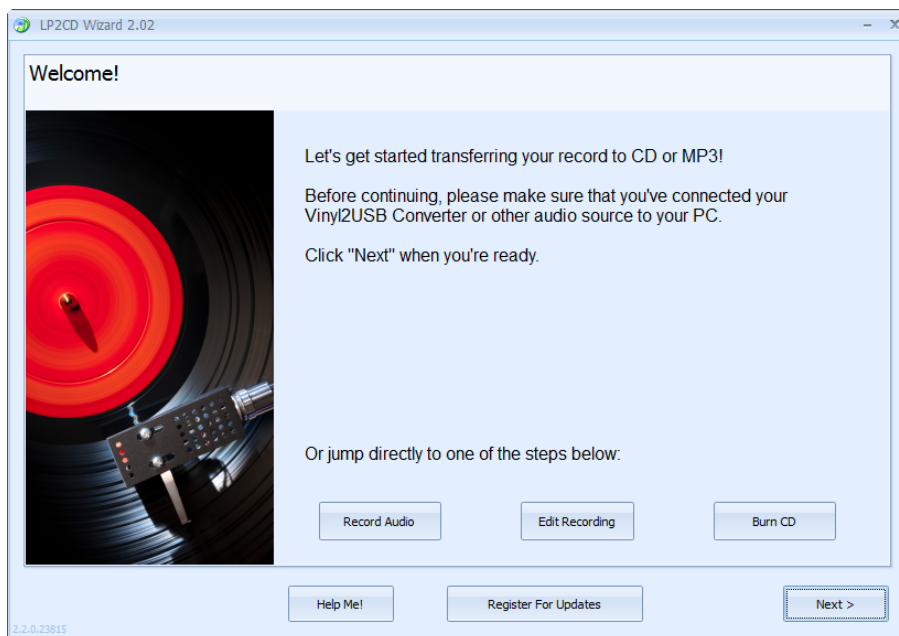 LP2CD Wizard 2.02
Welcome!
Let's get started transferring your record to CD or MP3!
Before continuing, please make sure that you've connected your
Vinyl2USB Converter or other audio source to your PC.
Click "Next" when you're ready.
Or jump directly to one of the steps below:
Record Audio
Edit Recording
Burn CD
Help Me!
Register For Updates
Next >
2.2.0.23815